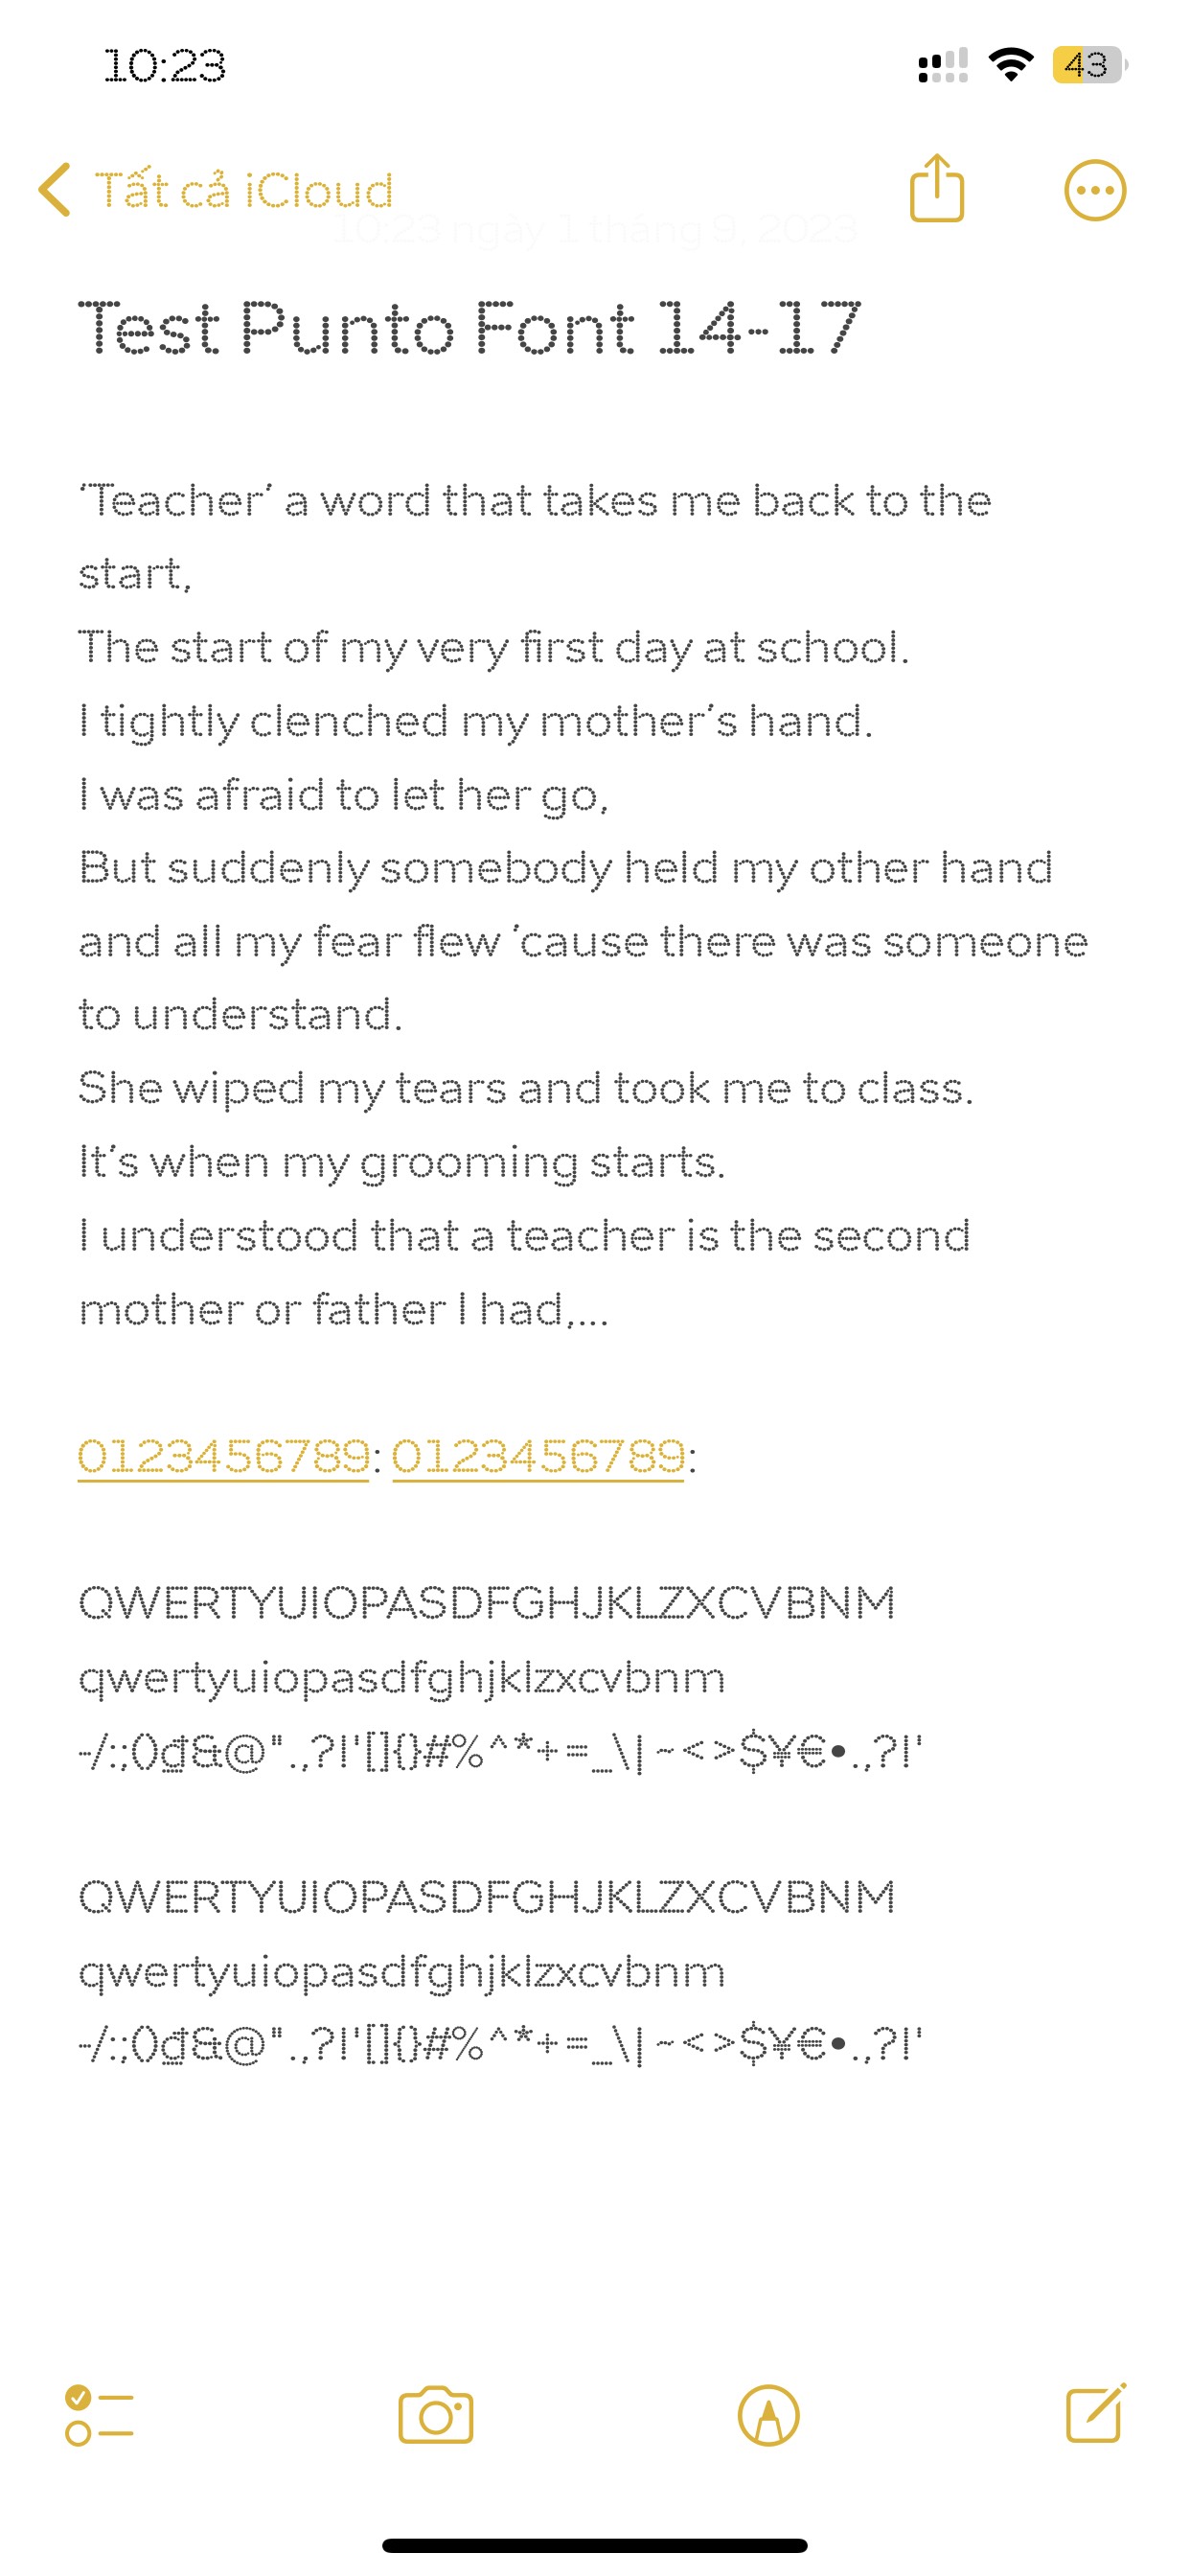 10:23
43
Tất cả iCloud
10:23 ngày 1 tháng 9, 2023
Test Punto Font 14-17
‘Teacher’ a word that takes me back to the
start,
The start of my very first day at school.
I tightly clenched my mother’s hand.
I was afraid to let her go,
But suddenly somebody held my other hand
and all my fear flew ’cause there was someone
to understand.
She wiped my tears and took me to class.
It’s when my grooming starts.
I understood that a teacher is the second
mother or father I had,...
0123456789: 0123456789:
QWERTYUIOPASDFGHJKLZXCVBNM
qwertyuiopasdfghjklzxcvbnm
-/:;()₫&@".,?!'[]{}#%^*+=_\|~<>$¥€•.,?!'
QWERTYUIOPASDFGHJKLZXCVBNM
qwertyuiopasdfghjklzxcvbnm
-/:;()₫&@".,?!'[]{}#%^*+=_\|~<>$¥€•.,?!'